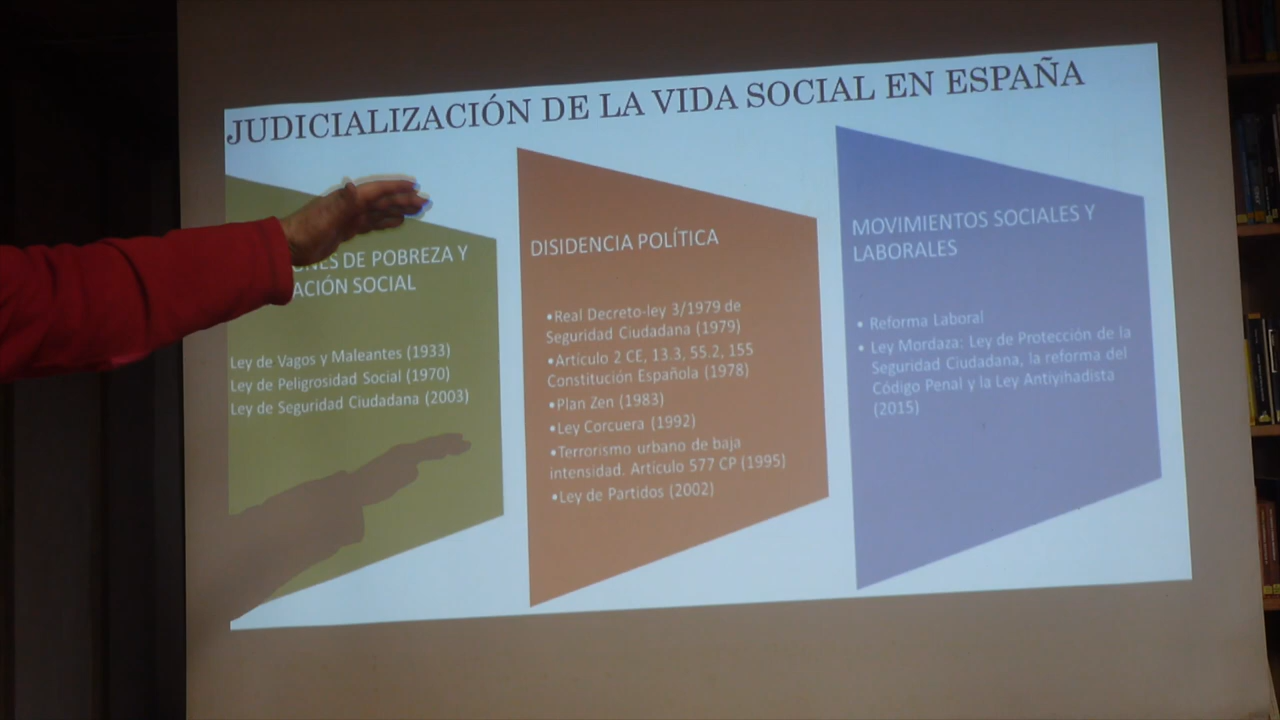 JUDICIALIZACIÓN DE LA VIDA SOCIAL EN ESPAÑA
DE POBREZA Y
SOCIAL
Ley de Vagos y Maleantes (1933)
Ley de Peligrosidad Social (1970)
Ley de Seguridad Ciudadana (2003)
DISIDENCIA POLÍTICA
•Real Decreto-ley 3/1979 de
Seguridad Ciudadana (1979)
•Artículo 2 CE, 13.3, 55.2, 155
Constitución Española (1978)
•Plan Zen (1983)
•Ley Corcuera (1992)
•Terrorismo urbano de baja
intensidad. Artículo 577 CP (1995)
•Ley de Partidos (2002)
MOVIMIENTOS SOCIALES Y
LABORALES
• Reforma Laboral
• Ley Mordaza: Ley de Protección de la
Seguridad Ciudadana, la reforma del
Código Penal y la Ley Antiyihadista
(2015)